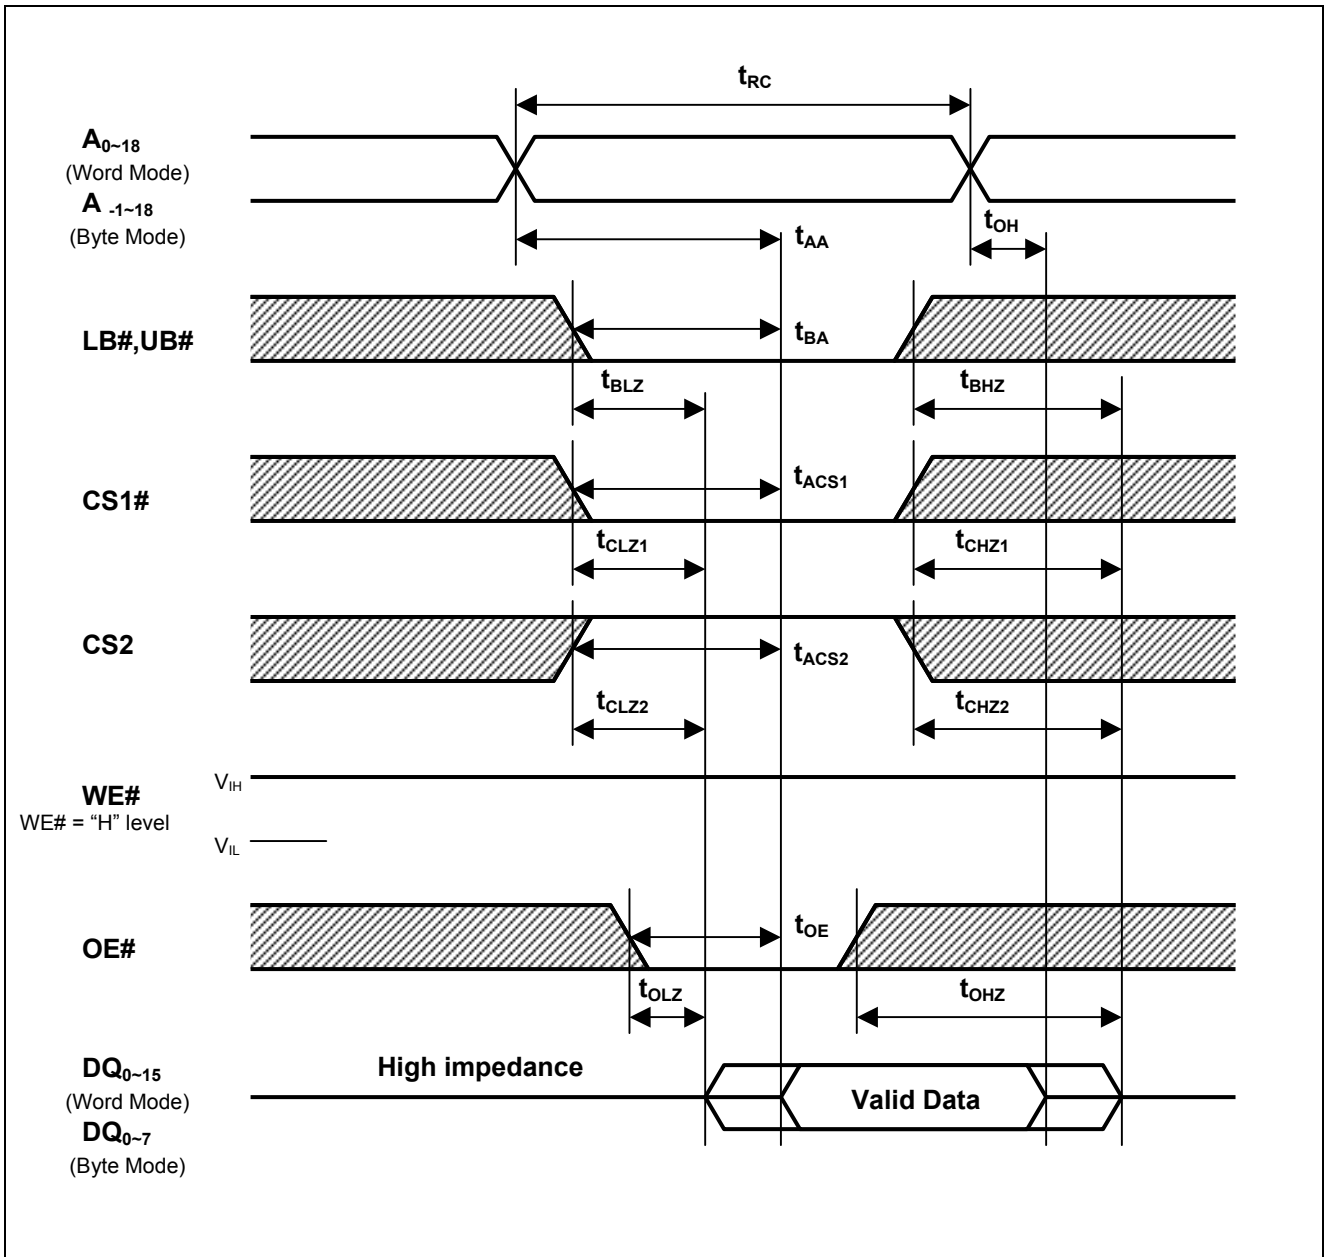 tRC
A0~18
(Word Mode)
A -1~18
(Byte Mode)
tOH
tAA
LB#,UB#
tBA
tBLZ
tBHZ
CS1#
tACS1
tCLZ1
tCHZ1
CS2
tACS2
tCLZ2
tCHZ2
VIH
WE#
WE# = “H” level
VIL
OE#
tOE
tOLZ
tOHZ
DQ0~15
High impedance
(Word Mode)
Valid Data
DQ0~7
(Byte Mode)